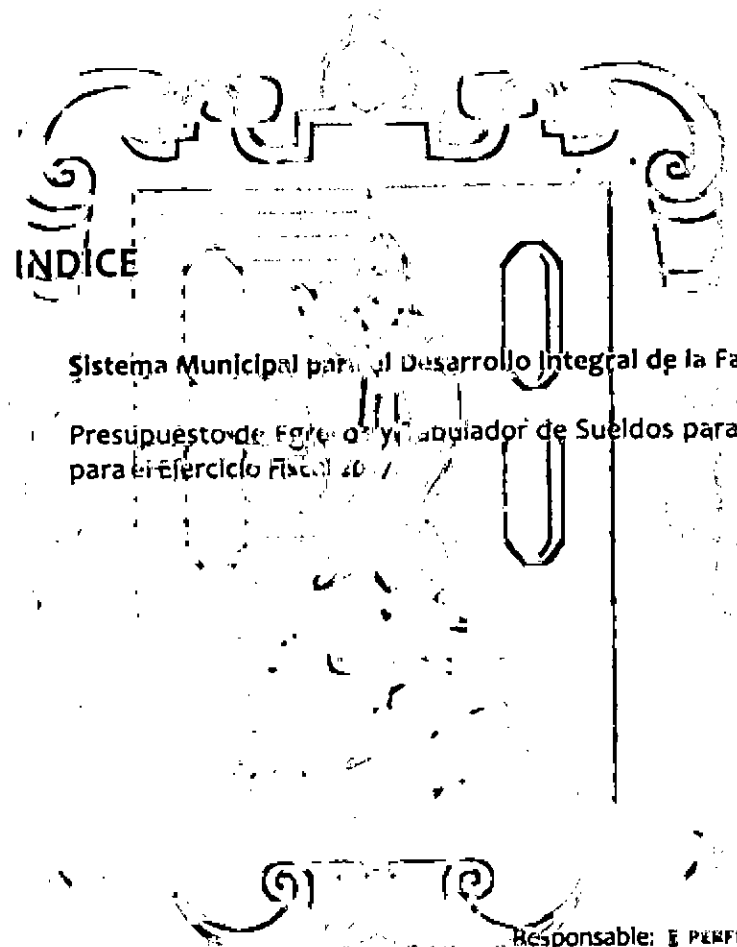 INDICE
Sistema Municipal para el Desarrollo Integral de la Fa
Presupuesto de Egresos y Tabulador de Sueldos para
para el Ejercicio Fiscal
Responsable: